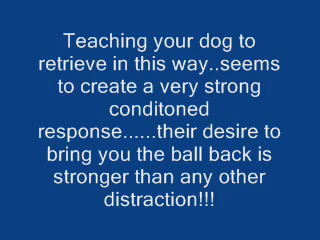 Teaching your dog to
retrieve in this way..seems
to create a very strong
conditoned
response......their desire to
bring you the ball back is
stronger than any other
distraction!!!